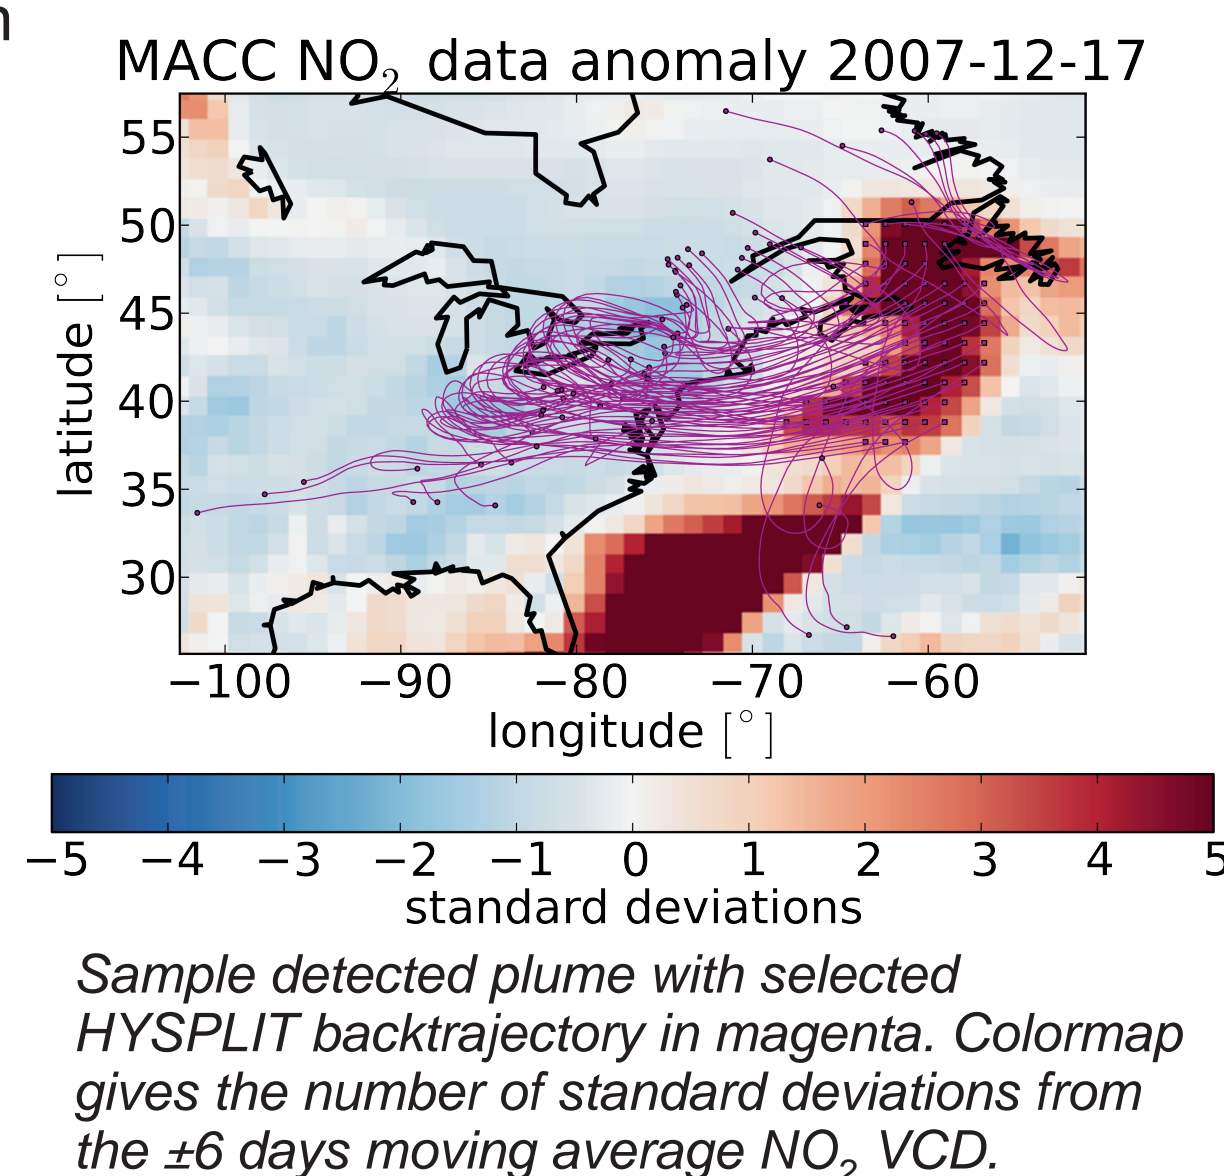 n
MACC NO₂ data anomaly 2007-12-17
55
50
45
40
35
30
latitude [°]
−100 −90 −80 −70 −60
longitude [°]
−5 −4 −3 −2 −1 0 1 2 3 4 5
standard deviations
Sample detected plume with selected
HYSPLIT backtrajectory in magenta. Colormap
gives the number of standard deviations from
the ±6 days moving average NO₂ VCD.